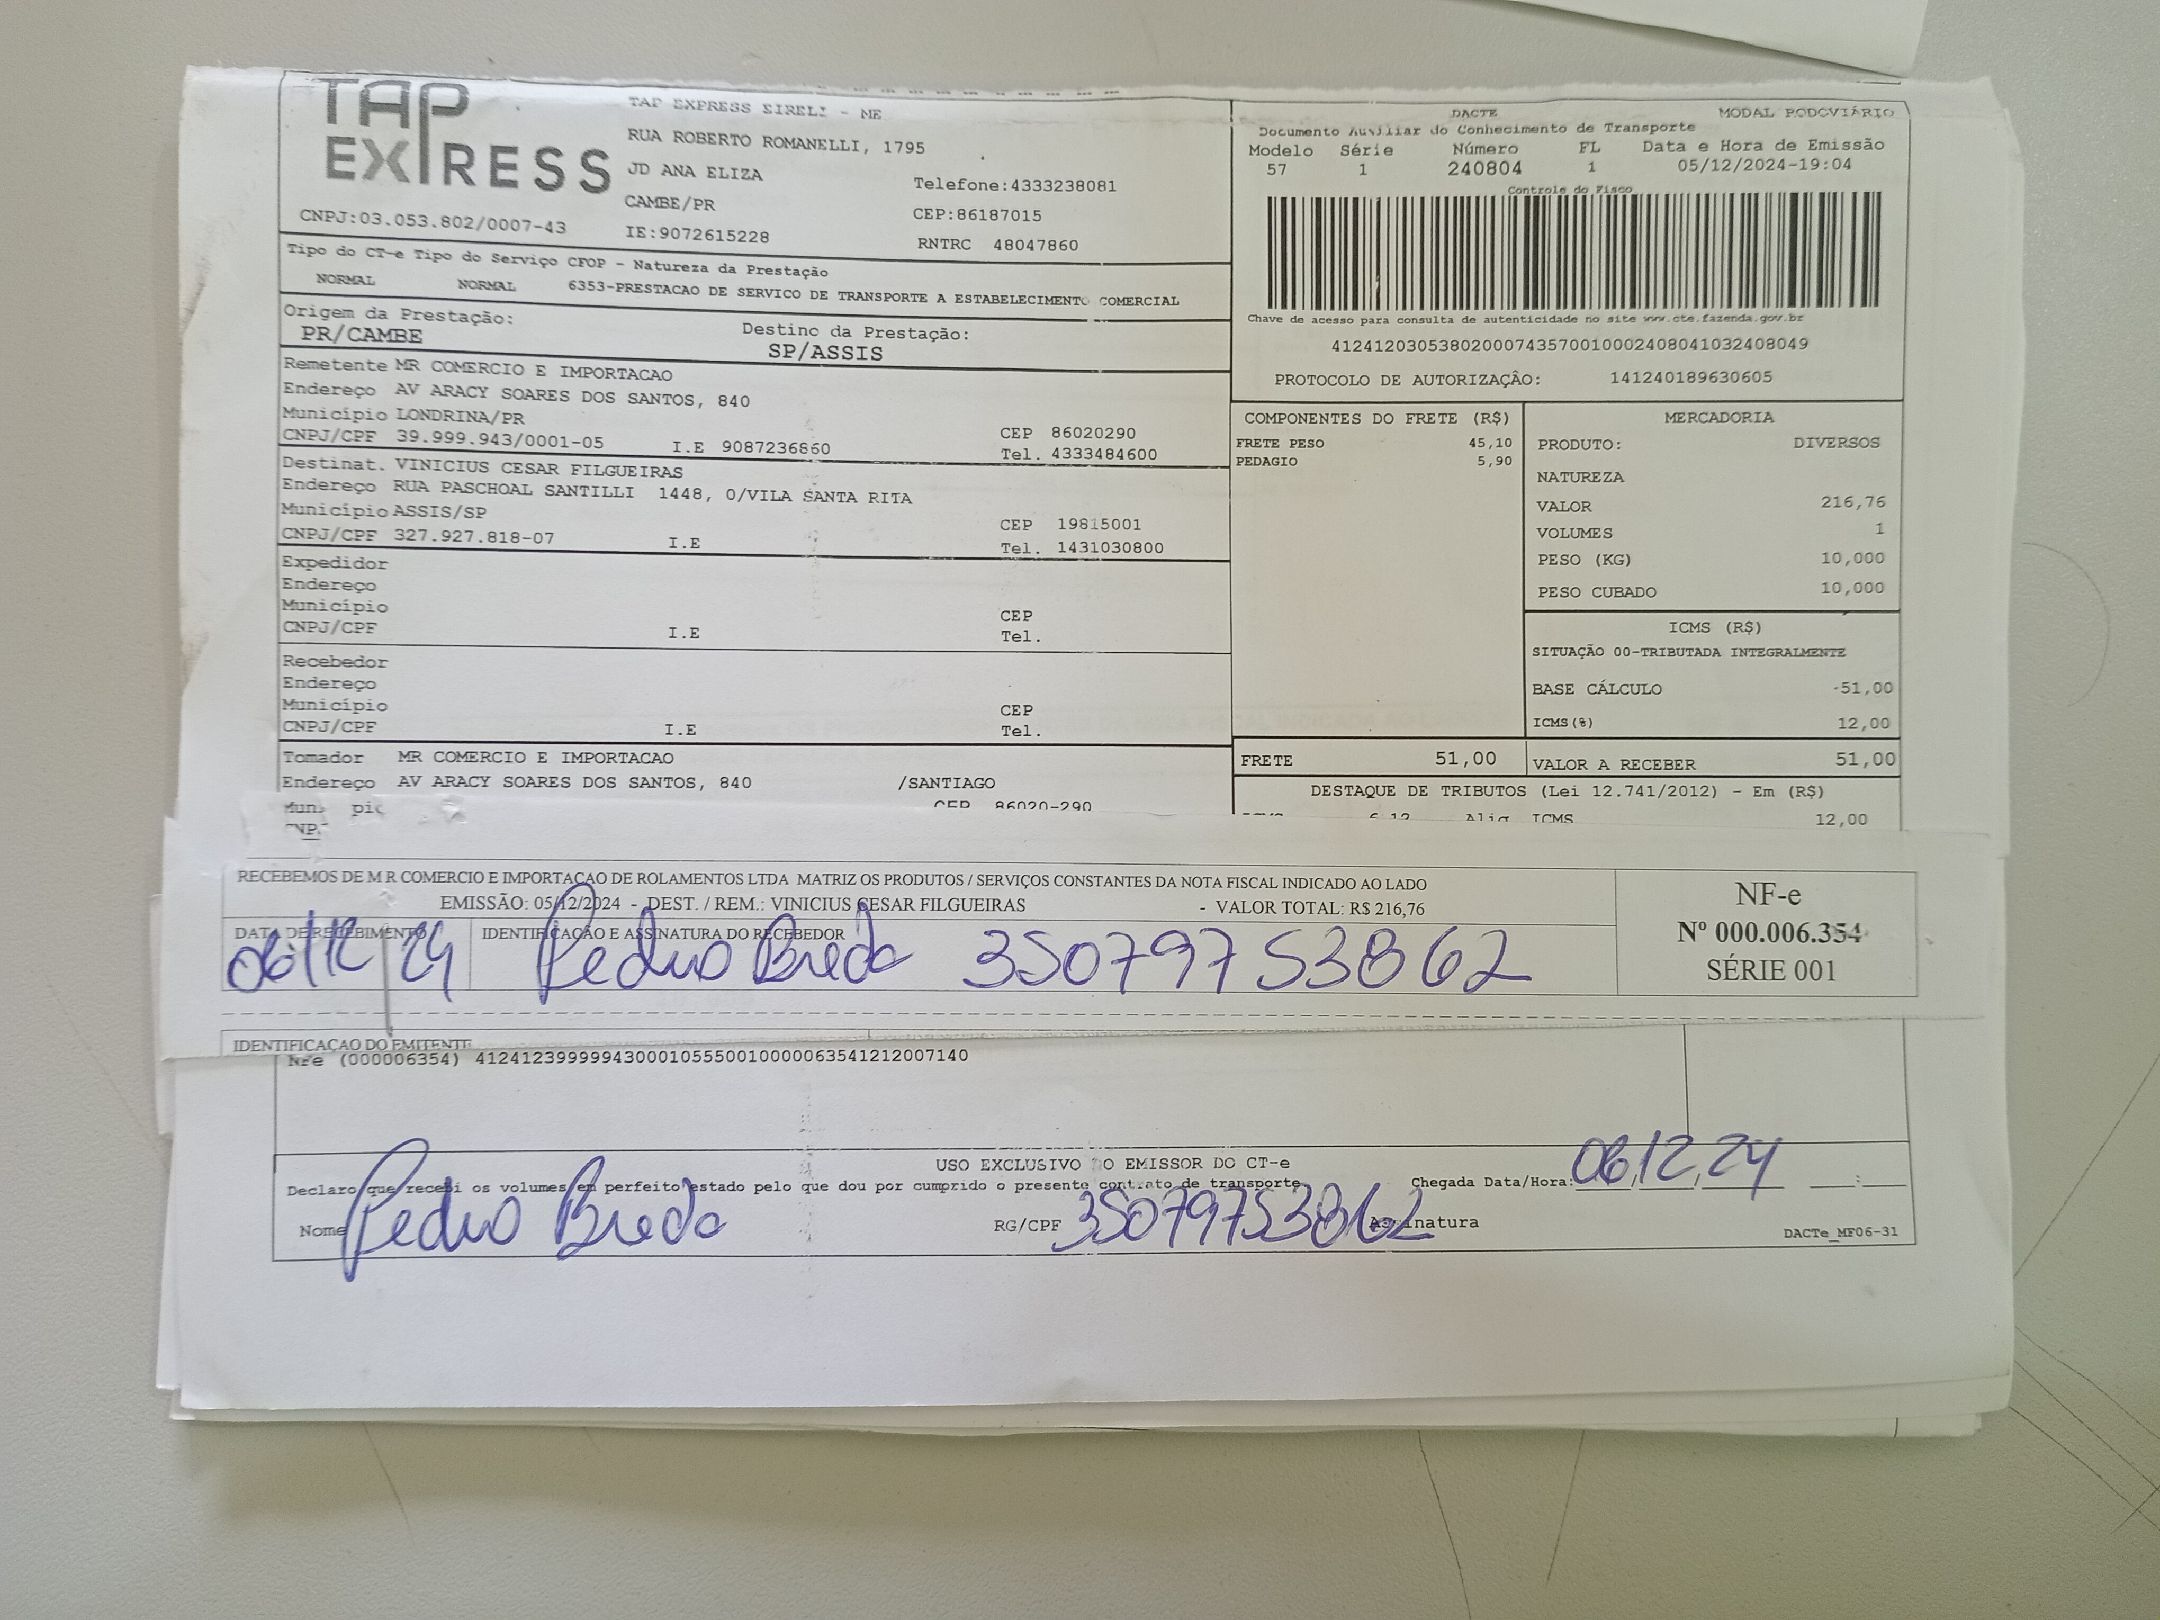 TAP EXPRESS
TAP EXPRESS EIRELI - ME
RUA ROBERTO ROMANELLI, 1795
JD ANA ELIZA
Telefone:4333238081
CAMBE/PR
CEP:86187015
CNPJ:03.053.802/0007-43
IE:9072615228
RNTRC 48047860
DACTE MODAL RODOVIÁRIO
Documento Auxiliar do Conhecimento de Transporte
Modelo Série Número FL Data e Hora de Emissão
57 1 240804 1 05/12/2024-19:04
Controle do Fisco
Chave de acesso para consulta de autenticidade no site www.cte.fazenda.gov.br
41241203053802000743570010002408041032408049
PROTOCOLO DE AUTORIZAÇÃO: 141240189630605
Tipo do CT-e Tipo do Serviço CFOP - Natureza da Prestação
NORMAL NORMAL 6353-PRESTACAO DE SERVICO DE TRANSPORTE A ESTABELECIMENTO COMERCIAL
Origem da Prestação: Destino da Prestação:
PR/CAMBE SP/ASSIS
Remetente MR COMERCIO E IMPORTACAO
Endereço AV ARACY SOARES DOS SANTOS, 840
Município LONDRINA/PR CEP 86020290
CNPJ/CPF 39.999.943/0001-05 I.E 9087236860 Tel. 4333484600
Destinat. VINICIUS CESAR FILGUEIRAS
Endereço RUA PASCHOAL SANTILLI 1448, 0/VILA SANTA RITA
Município ASSIS/SP CEP 19815001
CNPJ/CPF 327.927.818-07 I.E Tel. 1431030800
Expedidor
Endereço
Município CEP
CNPJ/CPF I.E Tel.
Recebedor
Endereço
Município CEP
CNPJ/CPF I.E Tel.
Tomador MR COMERCIO E IMPORTACAO
Endereço AV ARACY SOARES DOS SANTOS, 840 /SANTIAGO
CEP 86020-290
COMPONENTES DO FRETE (R$)
FRETE PESO 45,10
PEDAGIO 5,90
MERCADORIA
PRODUTO: DIVERSOS
NATUREZA
VALOR 216,76
VOLUMES 1
PESO (KG) 10,000
PESO CUBADO 10,000
ICMS (R$)
SITUAÇÃO 00-TRIBUTADA INTEGRALMENTE
BASE CÁLCULO 51,00
ICMS(%) 12,00
FRETE 51,00 VALOR A RECEBER 51,00
DESTAQUE DE TRIBUTOS (Lei 12.741/2012) - Em (R$)
6,12 Aliq ICMS 12,00
RECEBEMOS DE M R COMERCIO E IMPORTAÇAO DE ROLAMENTOS LTDA MATRIZ OS PRODUTOS / SERVIÇOS CONSTANTES DA NOTA FISCAL INDICADO AO LADO
EMISSÃO: 05/12/2024 - DEST. / REM.: VINICIUS CESAR FILGUEIRAS - VALOR TOTAL: R$ 216,76
DATA DE RECEBIMENTO IDENTIFICAÇÃO E ASSINATURA DO RECEBEDOR
06/12/24 Pedro Breda 35079753862
NF-e
Nº 000.006.354
SÉRIE 001
IDENTIFICAÇÃO DO EMITENTE
Nfe (000006354) 41241239999943000105550010000063541212007140
USO EXCLUSIVO DO EMISSOR DO CT-e
Declaro que recebi os volumes em perfeito estado pelo que dou por cumprido o presente contrato de transporte. Chegada Data/Hora: 06/12/24 :
Nome Pedro Breda RG/CPF 35079753862 Assinatura
DACTe_MF06-31